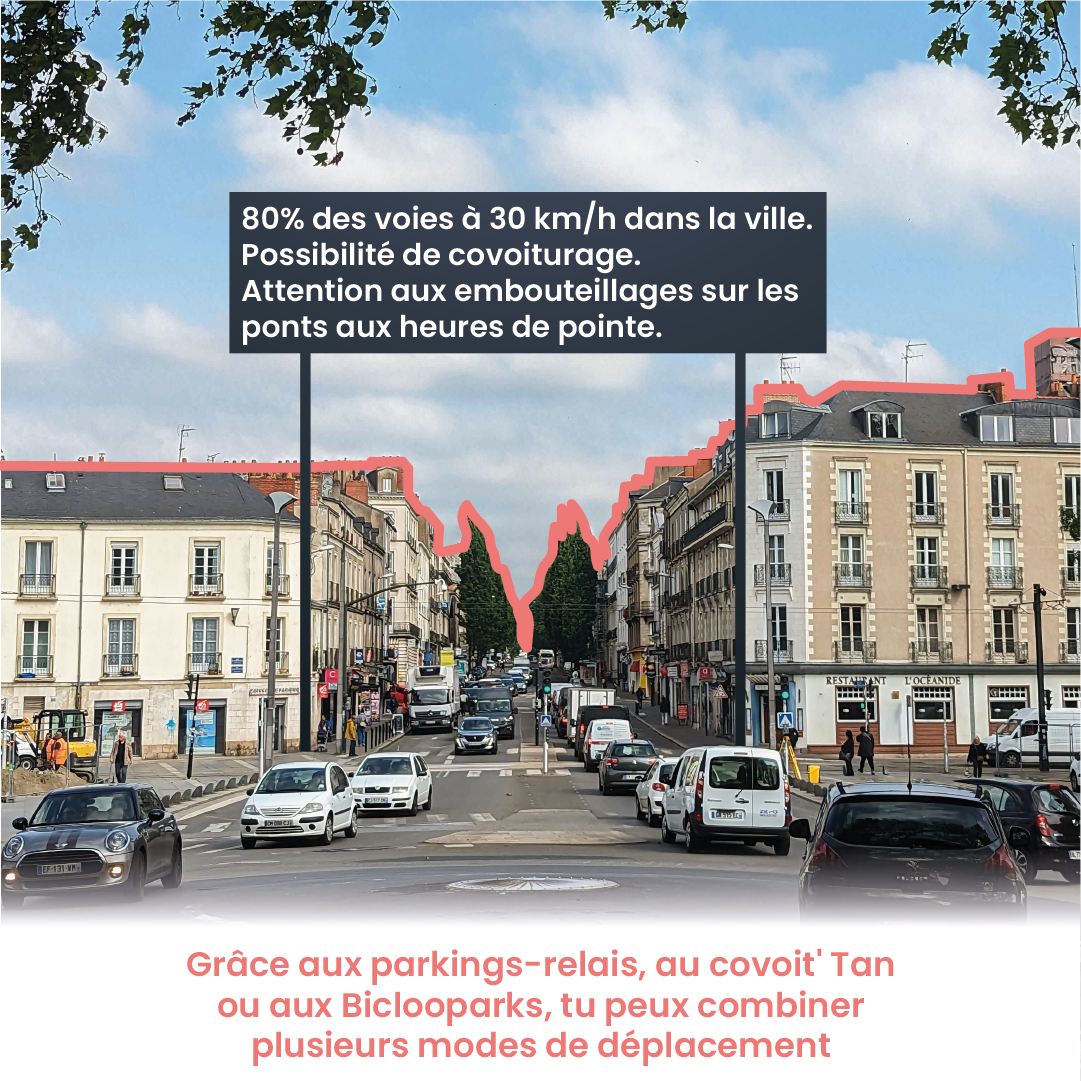 80% des voies à 30 km/h dans la ville.
Possibilité de covoiturage.
Attention aux embouteillages sur les
ponts aux heures de pointe.
RESTAURANT L'OCÉANIDE
Grâce aux parkings-relais, au covoit' Tan
ou aux Biclooparks, tu peux combiner
plusieurs modes de déplacement